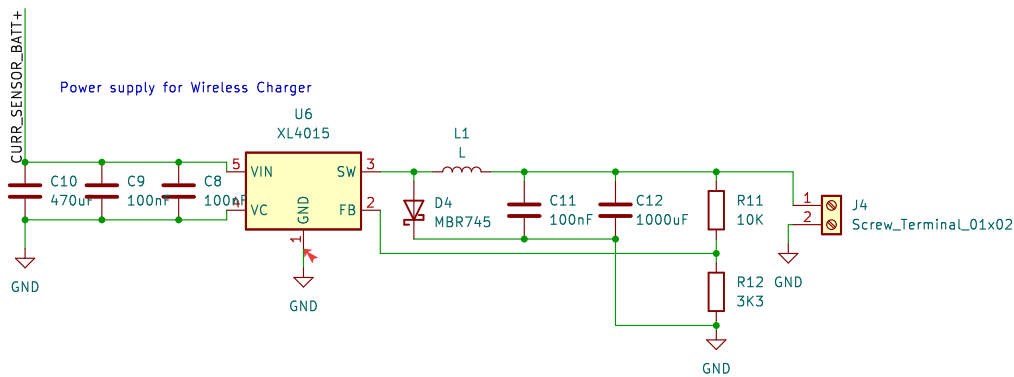 CURR_SENSOR_BATT+
Power supply for Wireless Charger
U6
XL4015
5
VIN
4
VC
GND
1
SW
3
FB
2
C10
470uF
C9
100nF
C8
100nF
GND
GND
L1
L
D4
MBR745
C11
100nF
C12
1000uF
R11
10K
R12
3K3
GND
1
2
J4
Screw_Terminal_01x02
GND